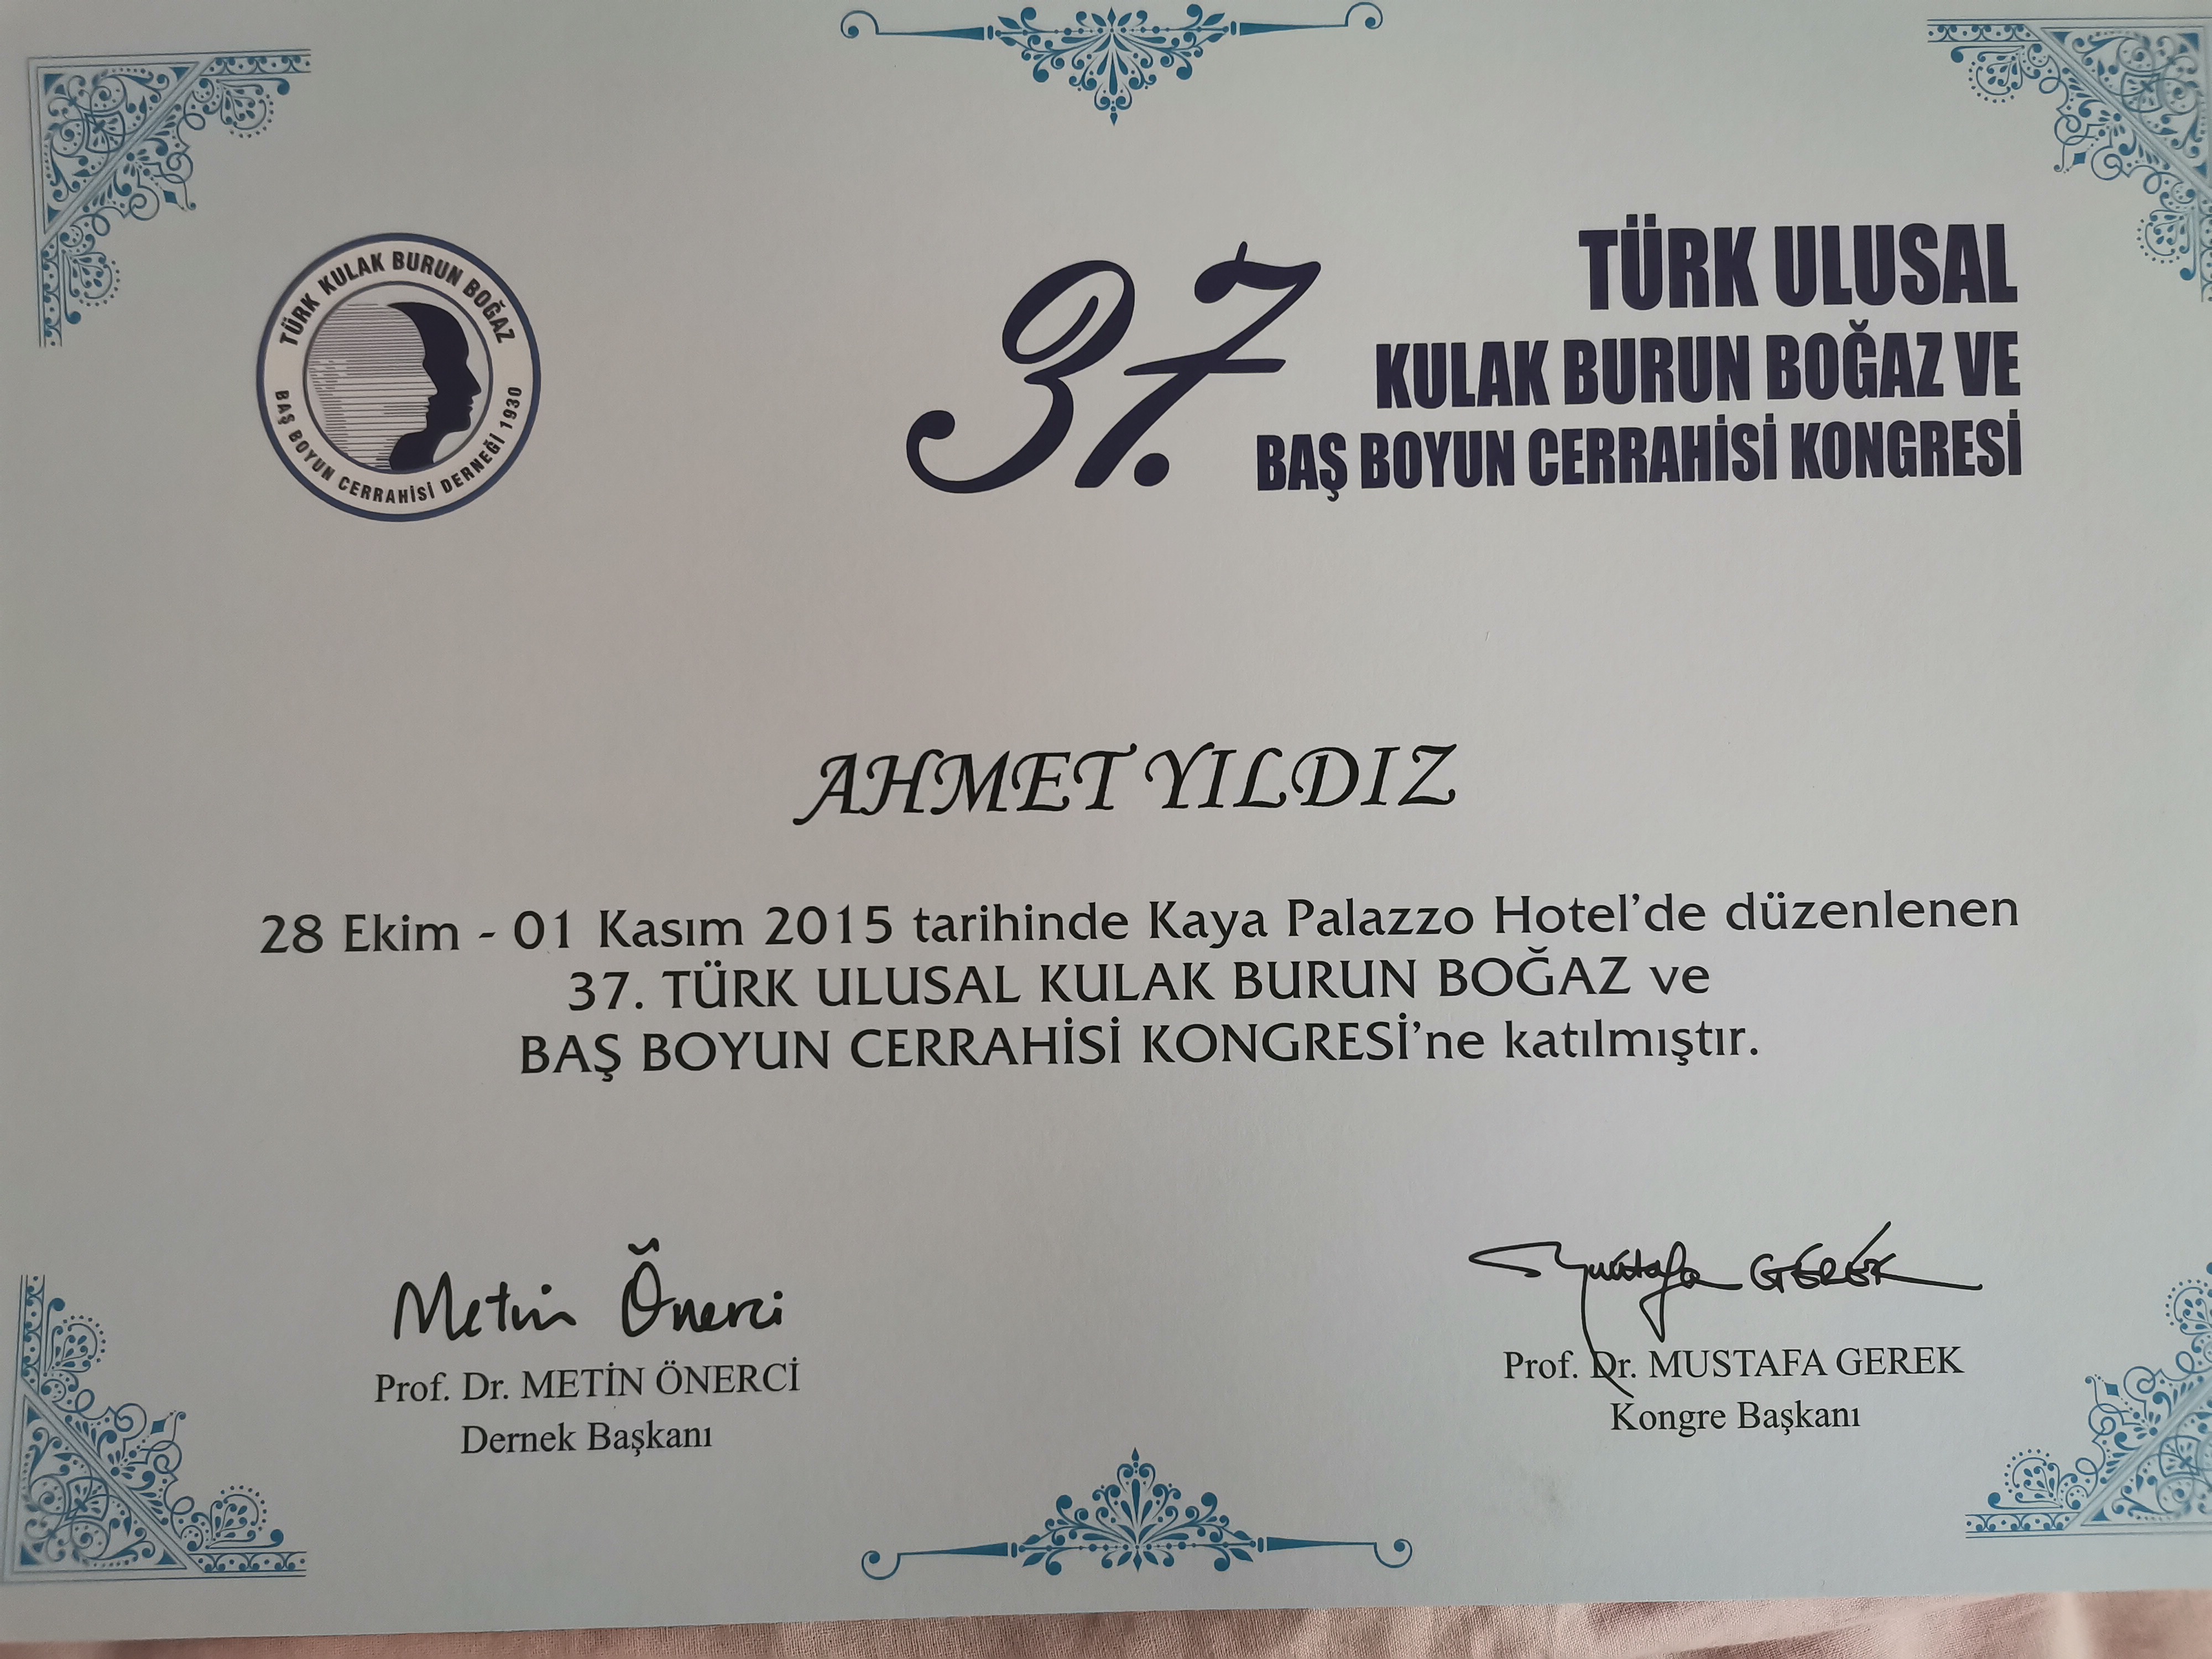 TÜRK KULAK BURUN BOĞAZ
BAŞ BOYUN CERRAHİSİ DERNEĞİ 1930
37.
TÜRK ULUSAL
KULAK BURUN BOĞAZ VE
BAŞ BOYUN CERRAHİSİ KONGRESİ
AHMET YILDIZ
28 Ekim - 01 Kasım 2015 tarihinde Kaya Palazzo Hotel'de düzenlenen
37. TÜRK ULUSAL KULAK BURUN BOĞAZ ve
BAŞ BOYUN CERRAHİSİ KONGRESİ'ne katılmıştır.
Metin Önerci
Prof. Dr. METİN ÖNERCİ
Dernek Başkanı
Mustafa GEREK
Prof. Dr. MUSTAFA GEREK
Kongre Başkanı